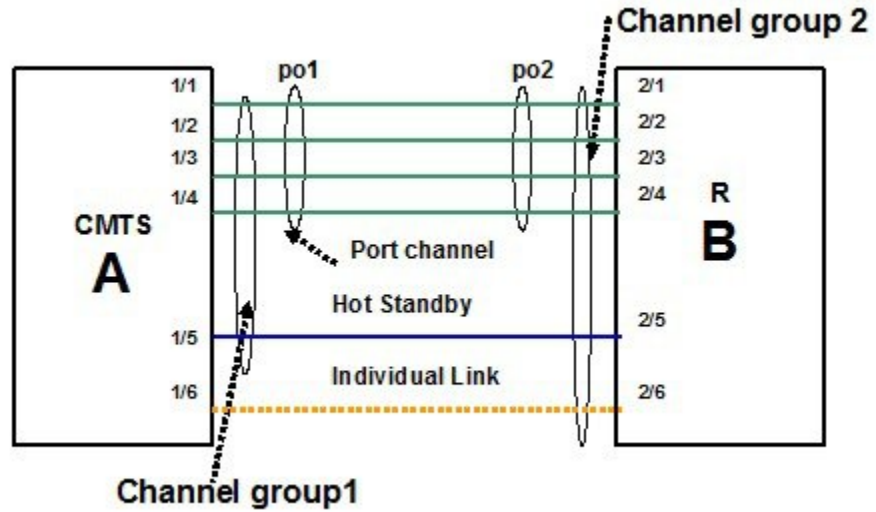 Channel group 2
po1
po2
1/1
1/2
1/3
1/4
2/1
2/2
2/3
2/4
CMTS
A
R
B
Port channel
Hot Standby
1/5
2/5
Individual Link
1/6
2/6
Channel group1